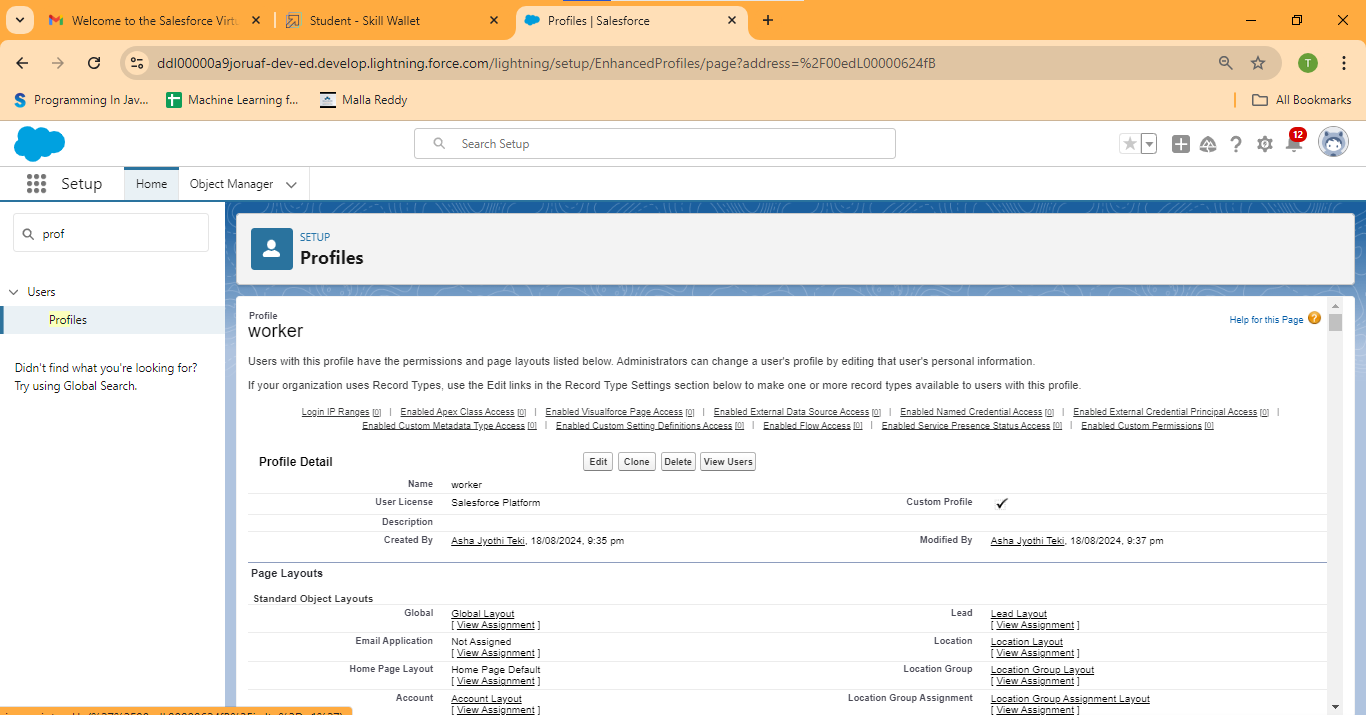 Welcome to the Salesforce Virtu
Student - Skill Wallet
Profiles | Salesforce
ddl00000a9joruaf-dev-ed.develop.lightning.force.com/lightning/setup/EnhancedProfiles/page?address=%2F00edL00000624fB
T
Programming In Jav...
Machine Learning f...
Malla Reddy
All Bookmarks
Search Setup
12
Setup
Home
Object Manager
prof
Users
Profiles
Didn't find what you're looking for?
Try using Global Search.
SETUP
Profiles
Profile
worker
Help for this Page
Users with this profile have the permissions and page layouts listed below. Administrators can change a user's profile by editing that user's personal information.
If your organization uses Record Types, use the Edit links in the Record Type Settings section below to make one or more record types available to users with this profile.
Login IP Ranges [0] | Enabled Apex Class Access [0] | Enabled Visualforce Page Access [0] | Enabled External Data Source Access [0] | Enabled Named Credential Access [0] | Enabled External Credential Principal Access [0] |
Enabled Custom Metadata Type Access [0] | Enabled Custom Setting Definitions Access [0] | Enabled Flow Access [0] | Enabled Service Presence Status Access [0] | Enabled Custom Permissions [0]
Profile Detail Edit Clone Delete View Users
Name worker
User License Salesforce Platform Custom Profile
Description
Created By Asha Jyothi Teki, 18/08/2024, 9:35 pm Modified By Asha Jyothi Teki, 18/08/2024, 9:37 pm
Page Layouts
Standard Object Layouts
Global Global Layout Lead Lead Layout
[ View Assignment ] [ View Assignment ]
Email Application Not Assigned Location Location Layout
[ View Assignment ] [ View Assignment ]
Home Page Layout Home Page Default Location Group Location Group Layout
[ View Assignment ] [ View Assignment ]
Account Account Layout Location Group Assignment Location Group Assignment Layout
[ View Assignment ] [ View Assignment ]